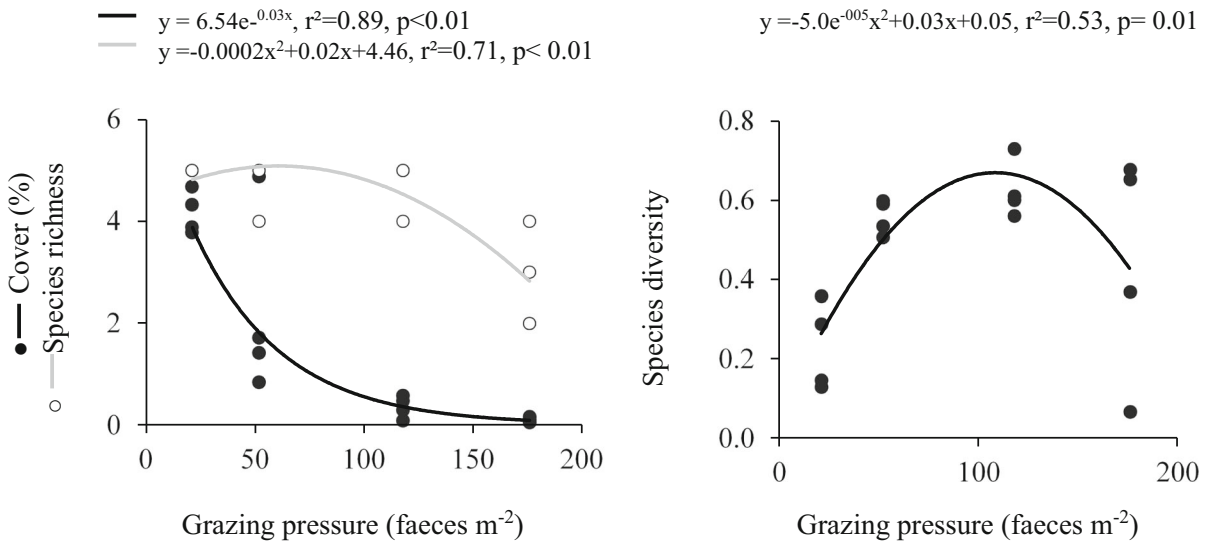 y = 6.54e-⁰·⁰³ˣ, r²=0.89, p<0.01
y =-0.0002x²+0.02x+4.46, r²=0.71, p< 0.01
y =-5.0e⁻⁰⁰⁵x²+0.03x+0.05, r²=0.53, p= 0.01
Cover (%)
Species richness
6
4
2
0
0 50 100 150 200
Grazing pressure (faeces m⁻²)
Species diversity
0.8
0.6
0.4
0.2
0.0
0 100 200
Grazing pressure (faeces m⁻²)